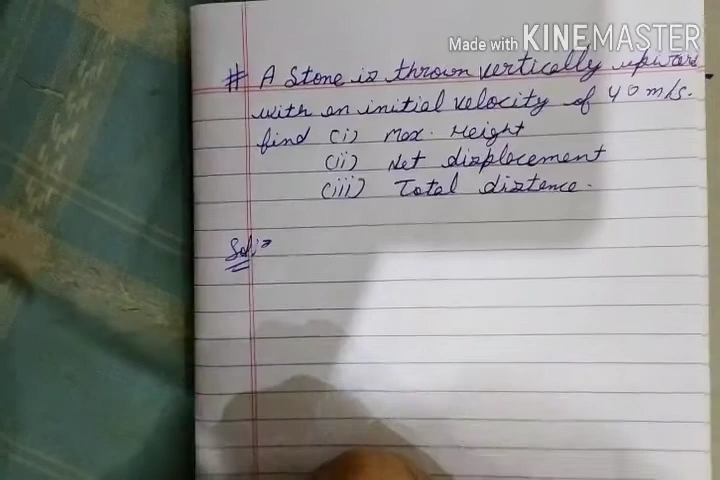 Made with KINEMASTER
# A Stone is thrown vertically upward
with an initial velocity of 40 m/s.
find (i) Max. Height
(ii) Net displacement
(iii) Total distance.
Sol:-